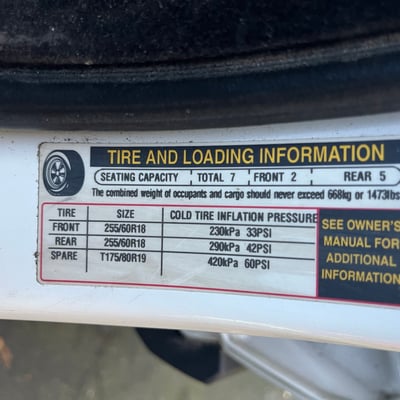 TIRE AND LOADING INFORMATION
SEATING CAPACITY TOTAL 7 FRONT 2 REAR 5
The combined weight of occupants and cargo should never exceed 668kg or 1473lbs
TIRE SIZE COLD TIRE INFLATION PRESSURE
FRONT 255/60R18 230kPa 33PSI
REAR 255/60R18 290kPa 42PSI
SPARE T175/80R19 420kPa 60PSI
SEE OWNER'S
MANUAL FOR
ADDITIONAL
INFORMATION